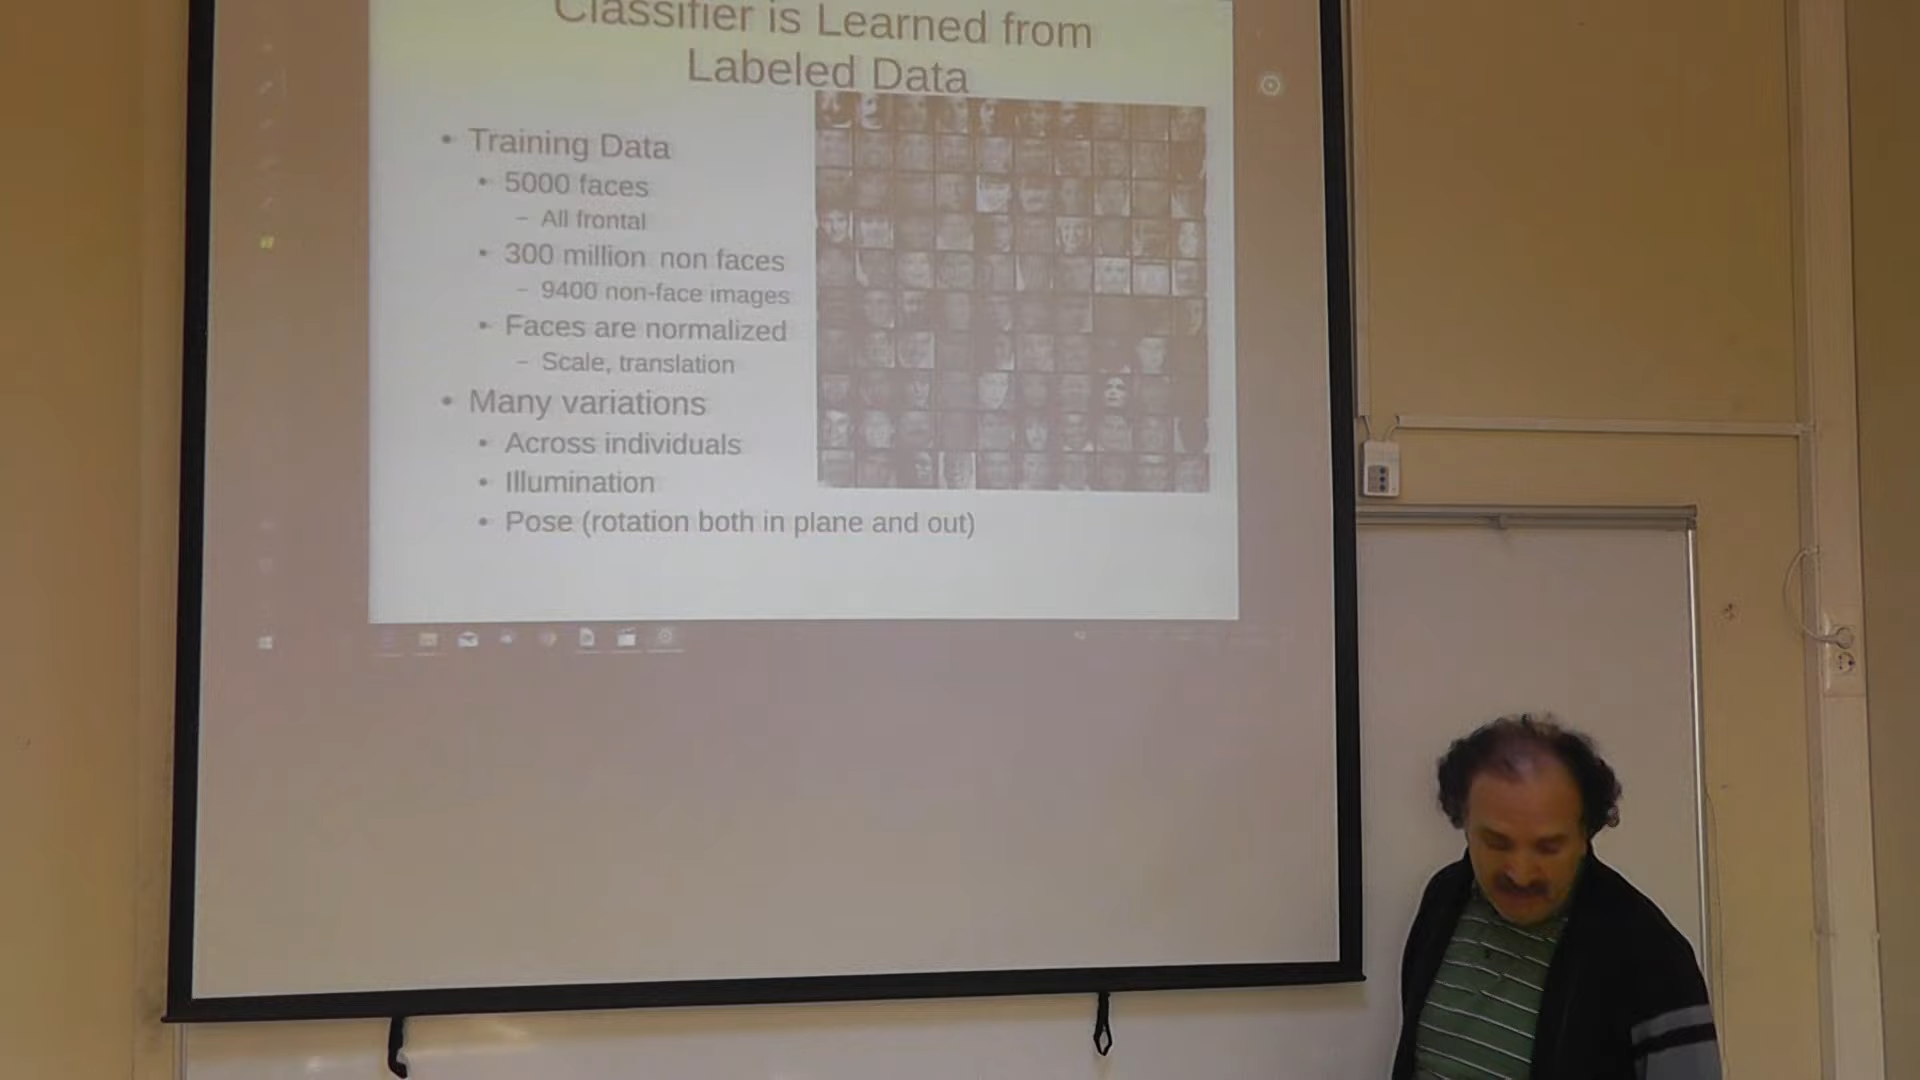 Classifier is Learned from
Labeled Data
• Training Data
• 5000 faces
– All frontal
• 300 million non faces
– 9400 non-face images
• Faces are normalized
– Scale, translation
• Many variations
• Across individuals
• Illumination
• Pose (rotation both in plane and out)